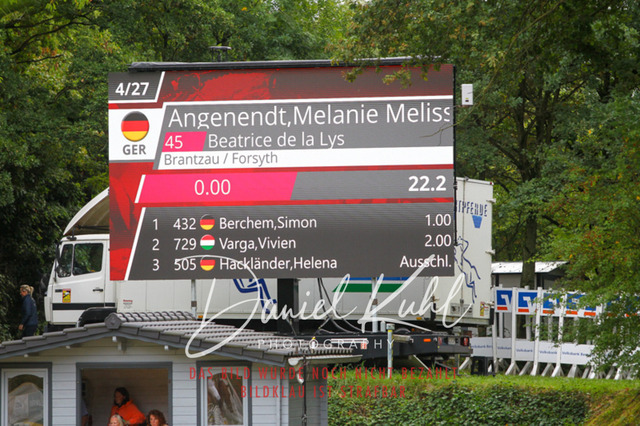 4/27
Angenendt,Melanie Meliss
GER
45 Beatrice de la Lys
Brantzau / Forsyth
0.00 22.2
1 432 Berchem,Simon 1.00
2 729 Varga,Vivien 2.00
3 505 Hackländer,Helena Ausschl.
Daniel Kuhl
PHOTOGRAPHY
DAS BILD WURDE NOCH NICHT BEZAHLT
BILDKLAU IST STRAFBAR